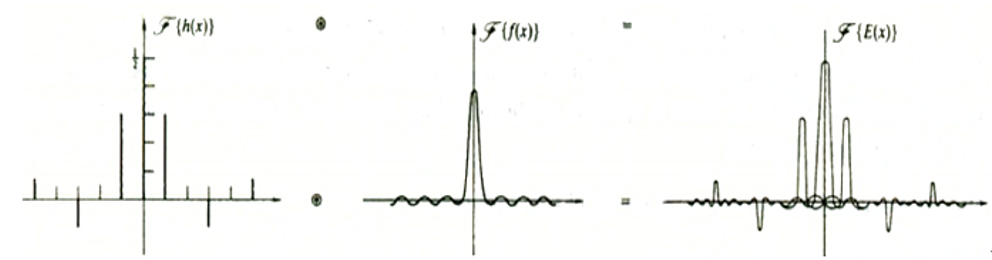 ℱ{h(x)} ⊛ ℱ{f(x)} = ℱ{E(x)}
1/2
⊛ =